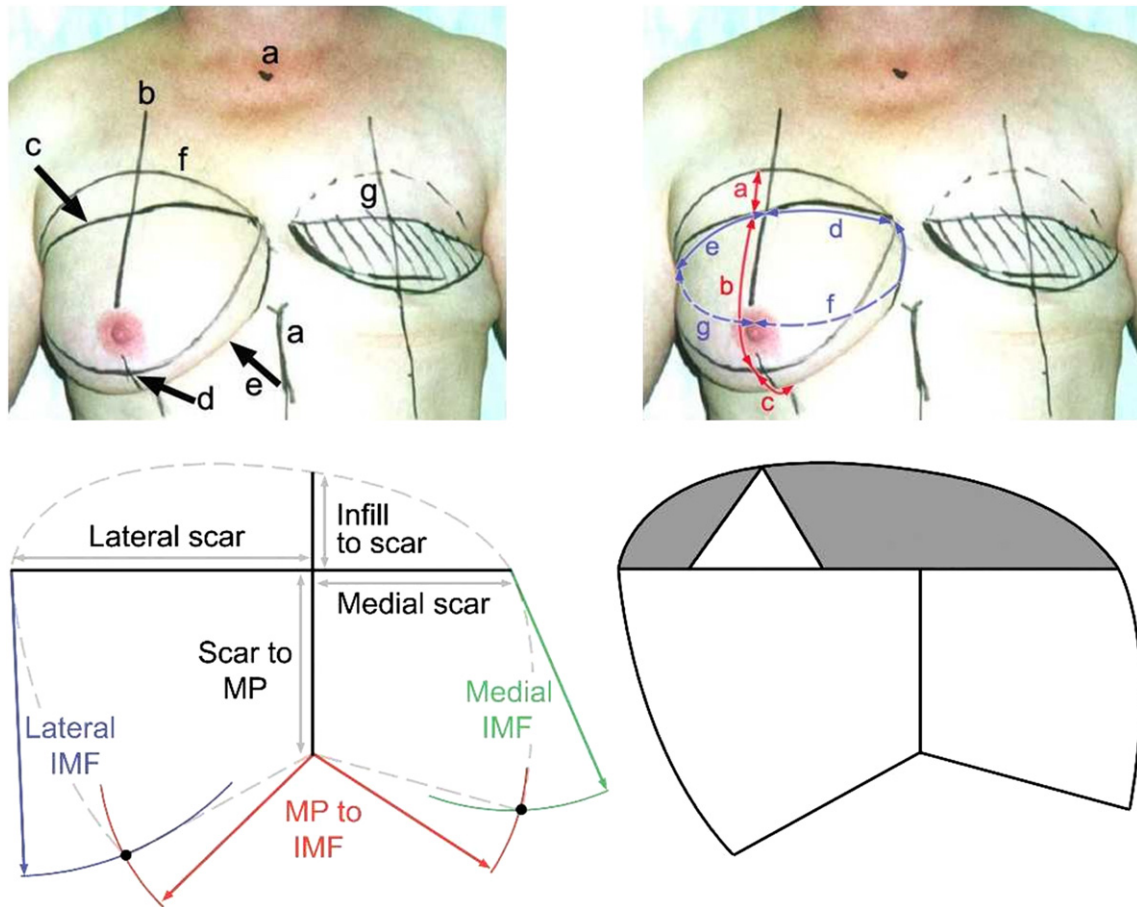 a
b
c
f
g
a
e
d
a
e
d
b
f
g
c
Lateral scar
Infill
to scar
Medial scar
Scar to
MP
Medial
IMF
Lateral
IMF
MP to
IMF